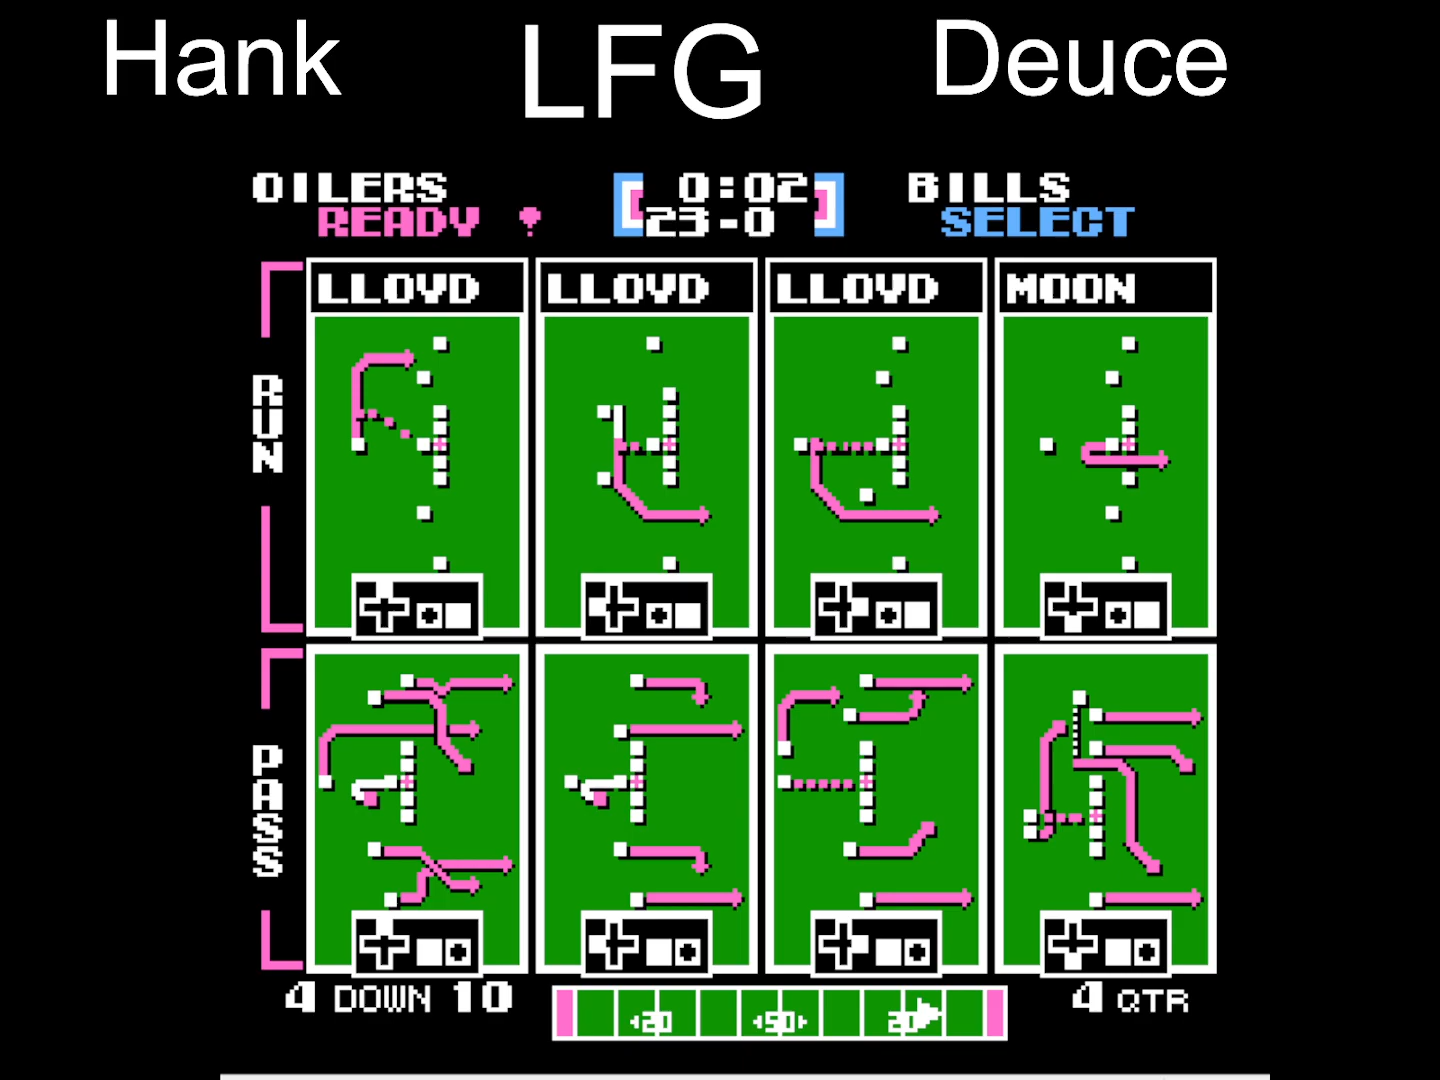 Hank LFG Deuce
OILERS 0:02 BILLS
READY ! 23-0 SELECT
LLOYD LLOYD LLOYD MOON
RUN
PASS
4 DOWN 10 20 50 20 4 QTR